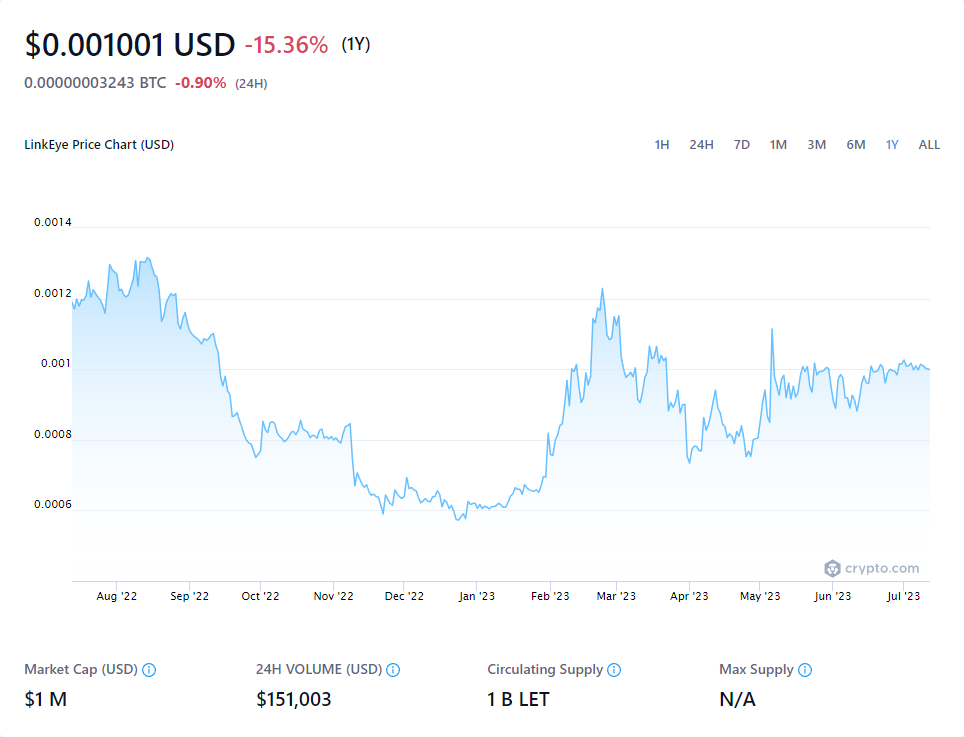 $0.001001 USD -15.36% (1Y)
0.00000003243 BTC -0.90% (24H)
LinkEye Price Chart (USD) 1H 24H 7D 1M 3M 6M 1Y ALL
0.0014
0.0012
0.001
0.0008
0.0006
crypto.com
Aug '22 Sep '22 Oct '22 Nov '22 Dec '22 Jan '23 Feb '23 Mar '23 Apr '23 May '23 Jun '23 Jul '23
Market Cap (USD) 24H VOLUME (USD) Circulating Supply Max Supply
$1 M $151,003 1 B LET N/A